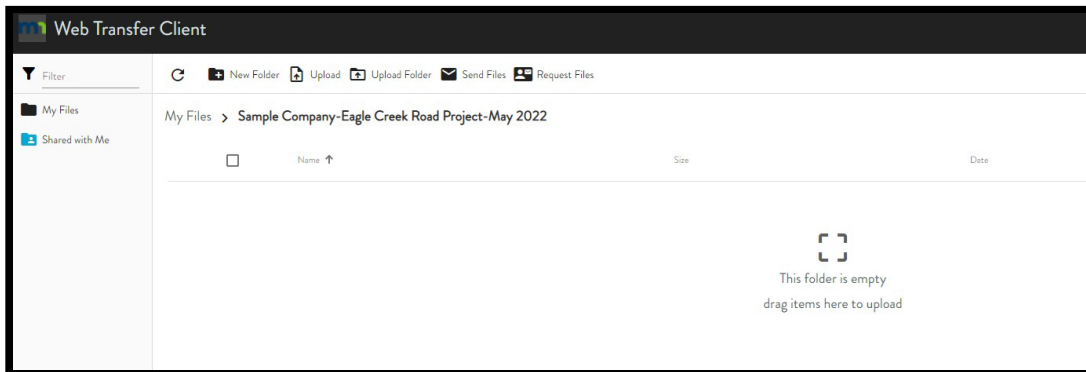 Web Transfer Client
Filter
New Folder Upload Upload Folder Send Files Request Files
My Files
Shared with Me
My Files > Sample Company-Eagle Creek Road Project-May 2022
Name Size Date
This folder is empty
drag items here to upload